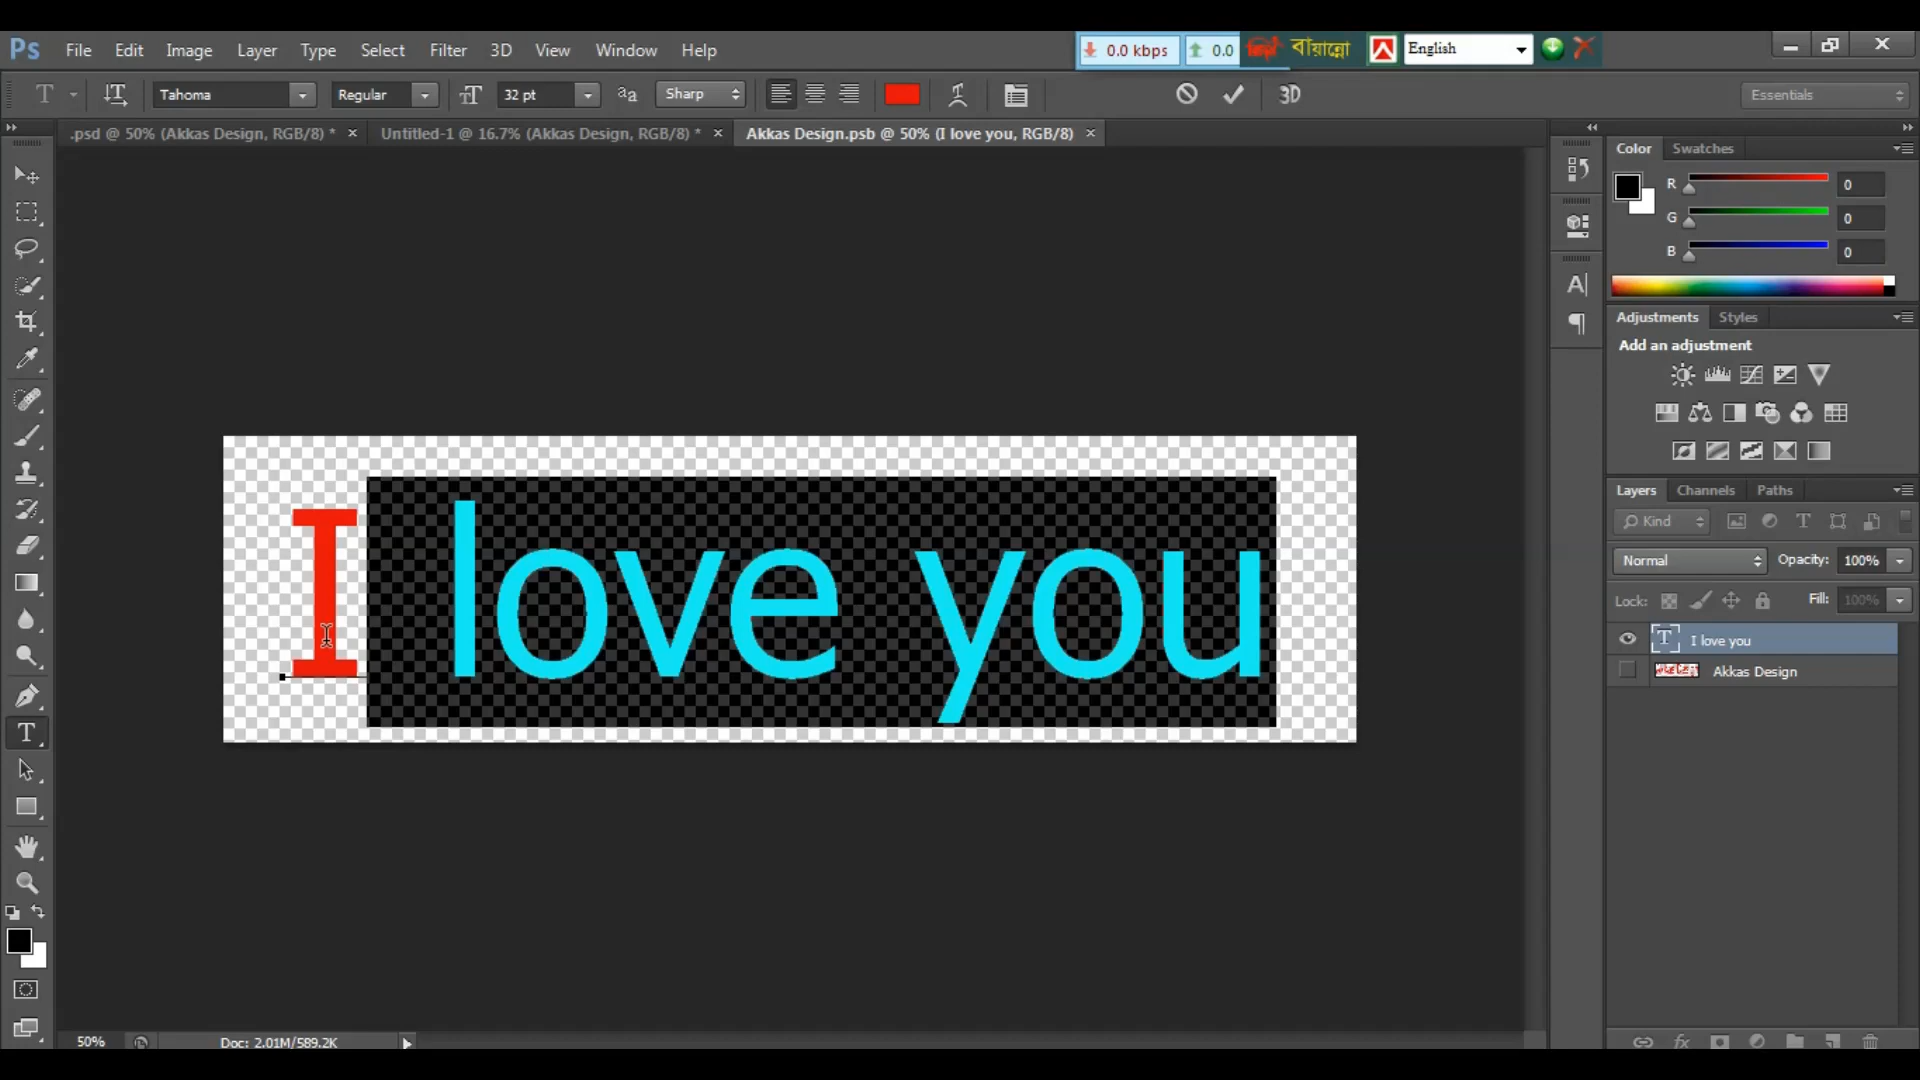 Ps File Edit Image Layer Type Select Filter 3D View Window Help
0.0 kbps 0.0 বায়ান্নো English
T Tahoma Regular 32 pt aa Sharp 3D Essentials
.psd @ 50% (Akkas Design, RGB/8) * × Untitled-1 @ 16.7% (Akkas Design, RGB/8) * × Akkas Design.psb @ 50% (I love you, RGB/8) ×
Color Swatches
R 0
G 0
B 0
Adjustments Styles
Add an adjustment
I love you
Layers Channels Paths
Kind
Normal Opacity: 100%
Lock: Fill: 100%
I love you
Akkas Design
50% Doc: 2.01M/589.2K